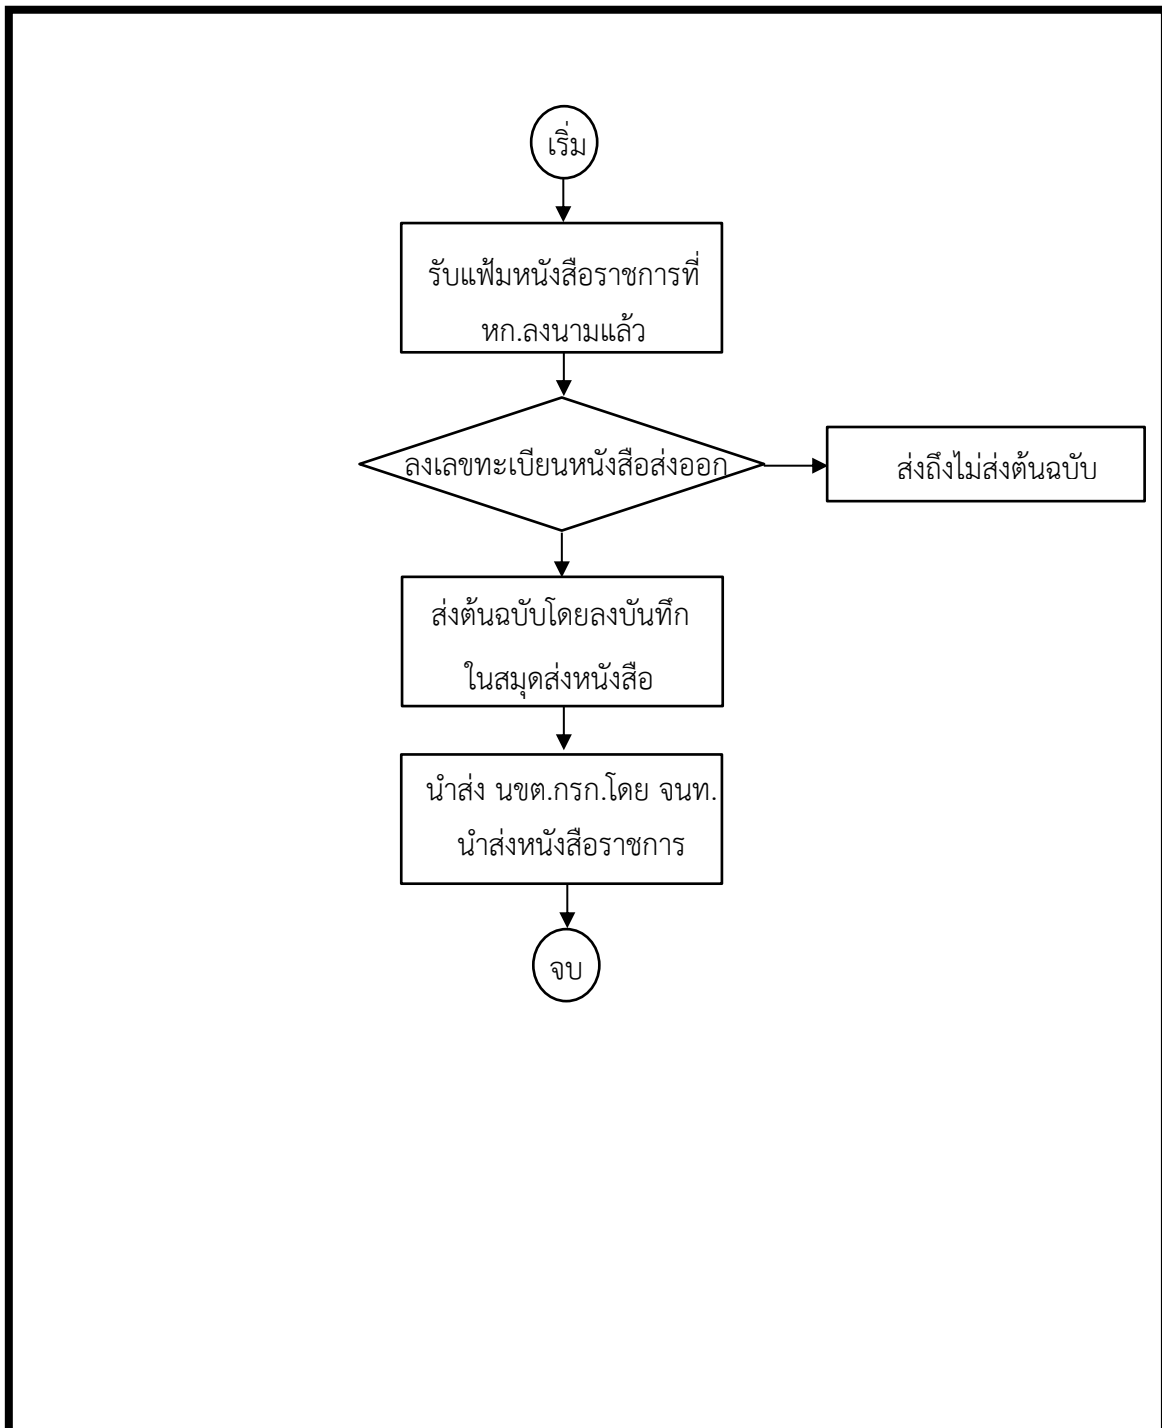 เริ่ม
รับแฟ้มหนังสือราชการที่
หก.ลงนามแล้ว
ลงเลขทะเบียนหนังสือส่งออก
ส่งถึงไม่ส่งต้นฉบับ
ส่งต้นฉบับโดยลงบันทึก
ในสมุดส่งหนังสือ
นำส่ง นขต.กรก.โดย จนท.
นำส่งหนังสือราชการ
จบ